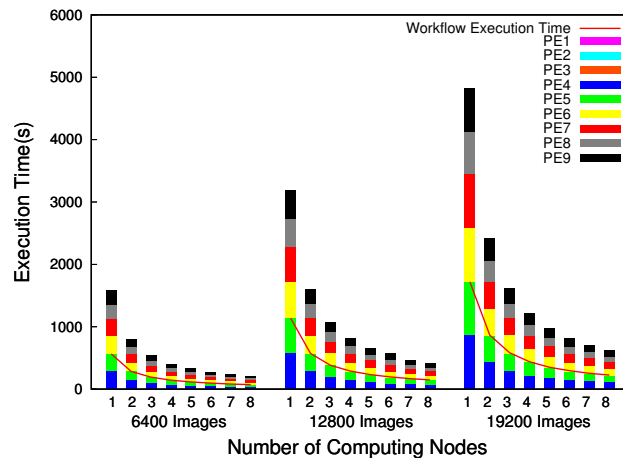 6000
5000
4000
3000
2000
1000
0
Execution Time(s)
Workflow Execution Time
PE1
PE2
PE3
PE4
PE5
PE6
PE7
PE8
PE9
1 2 3 4 5 6 7 8 1 2 3 4 5 6 7 8 1 2 3 4 5 6 7 8
6400 Images 12800 Images 19200 Images
Number of Computing Nodes